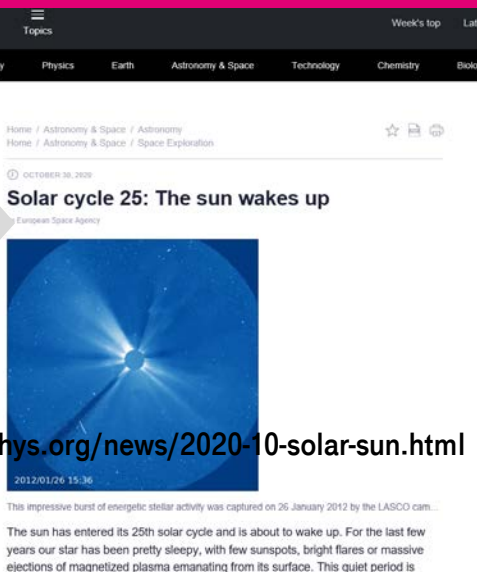 Topics
Week's top
Physics Earth Astronomy & Space Technology Chemistry
Home / Astronomy & Space / Astronomy
Home / Astronomy & Space / Space Exploration
OCTOBER 30, 2020
Solar cycle 25: The sun wakes up
European Space Agency
hys.org/news/2020-10-solar-sun.html
2012/01/26 15:36
This impressive burst of energetic stellar activity was captured on 26 January 2012 by the LASCO cam...
The sun has entered its 25th solar cycle and is about to wake up. For the last few
years our star has been pretty sleepy, with few sunspots, bright flares or massive
ejections of magnetized plasma emanating from its surface. This quiet period is